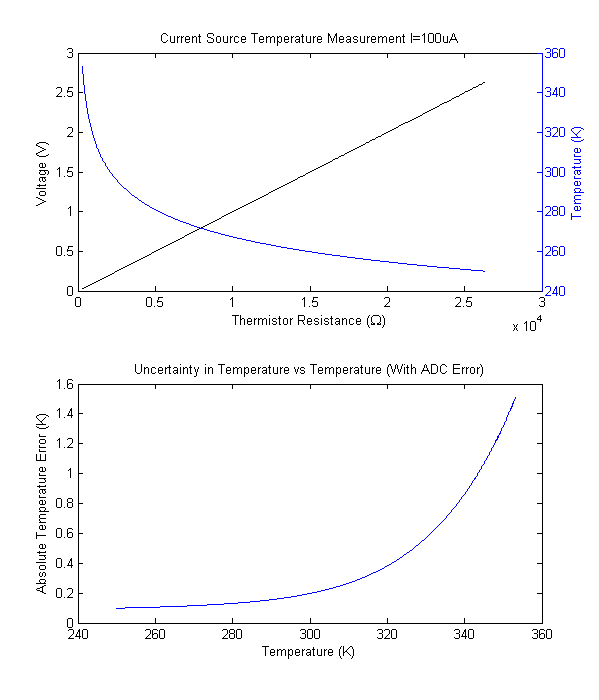 Current Source Temperature Measurement I=100uA
3 360
2.5 340
2 320
1.5 300
1 280
0.5 260
0 240
Voltage (V)
Temperature (K)
0 0.5 1 1.5 2 2.5 3
Thermistor Resistance (Ω)
x 10^4
Uncertainty in Temperature vs Temperature (With ADC Error)
1.6
1.4
1.2
1
0.8
0.6
0.4
0.2
0
Absolute Temperature Error (K)
240 260 280 300 320 340 360
Temperature (K)